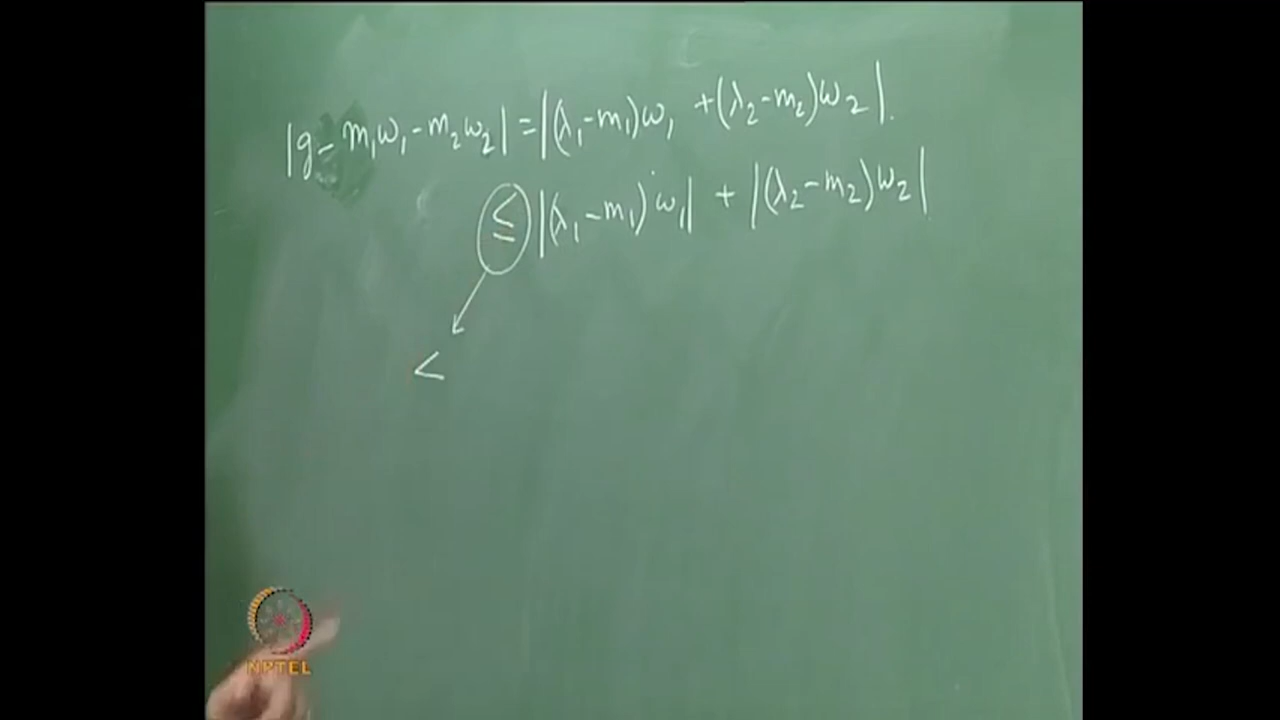 |g - m₁ω₁ - m₂ω₂| = |(λ₁ - m₁)ω₁ + (λ₂ - m₂)ω₂|.
≤ |(λ₁ - m₁)ω₁| + |(λ₂ - m₂)ω₂|
<
NPTEL